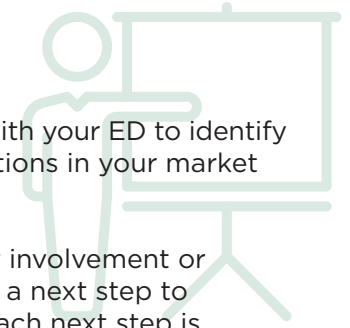 ith your ED to identify
tions in your market
involvement or
a next step to
ach next step is